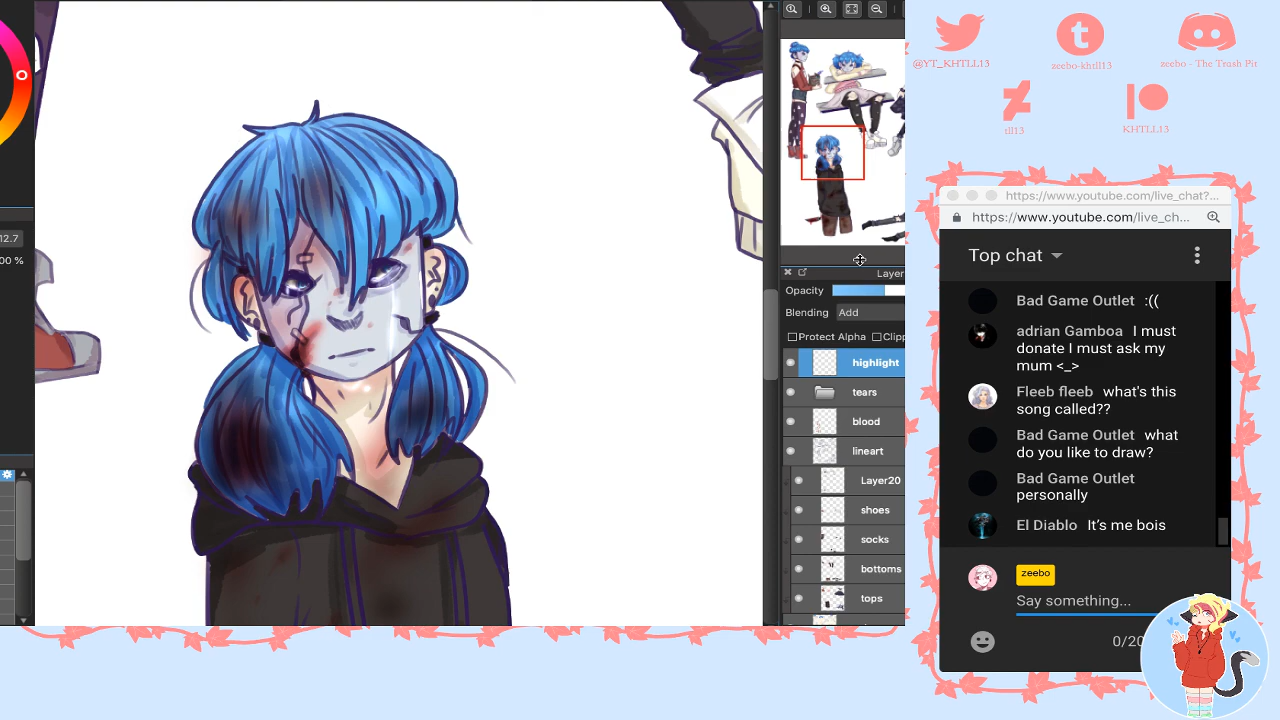 @YT_KHTLL13
zeebo-khtll13
zeebo - The Trash Pit
tll13
KHTLL13
12.7
00 %
Layer
Opacity
Blending Add
Protect Alpha Clipp
highlight
tears
blood
lineart
Layer20
shoes
socks
bottoms
tops
https://www.youtube.com/live_chat?...
https://www.youtube.com/live_ch...
Top chat
Bad Game Outlet :((
adrian Gamboa I must
donate I must ask my
mum <_>
Fleeb fleeb what's this
song called??
Bad Game Outlet what
do you like to draw?
Bad Game Outlet
personally
El Diablo It's me bois
zeebo
Say something...
0/20